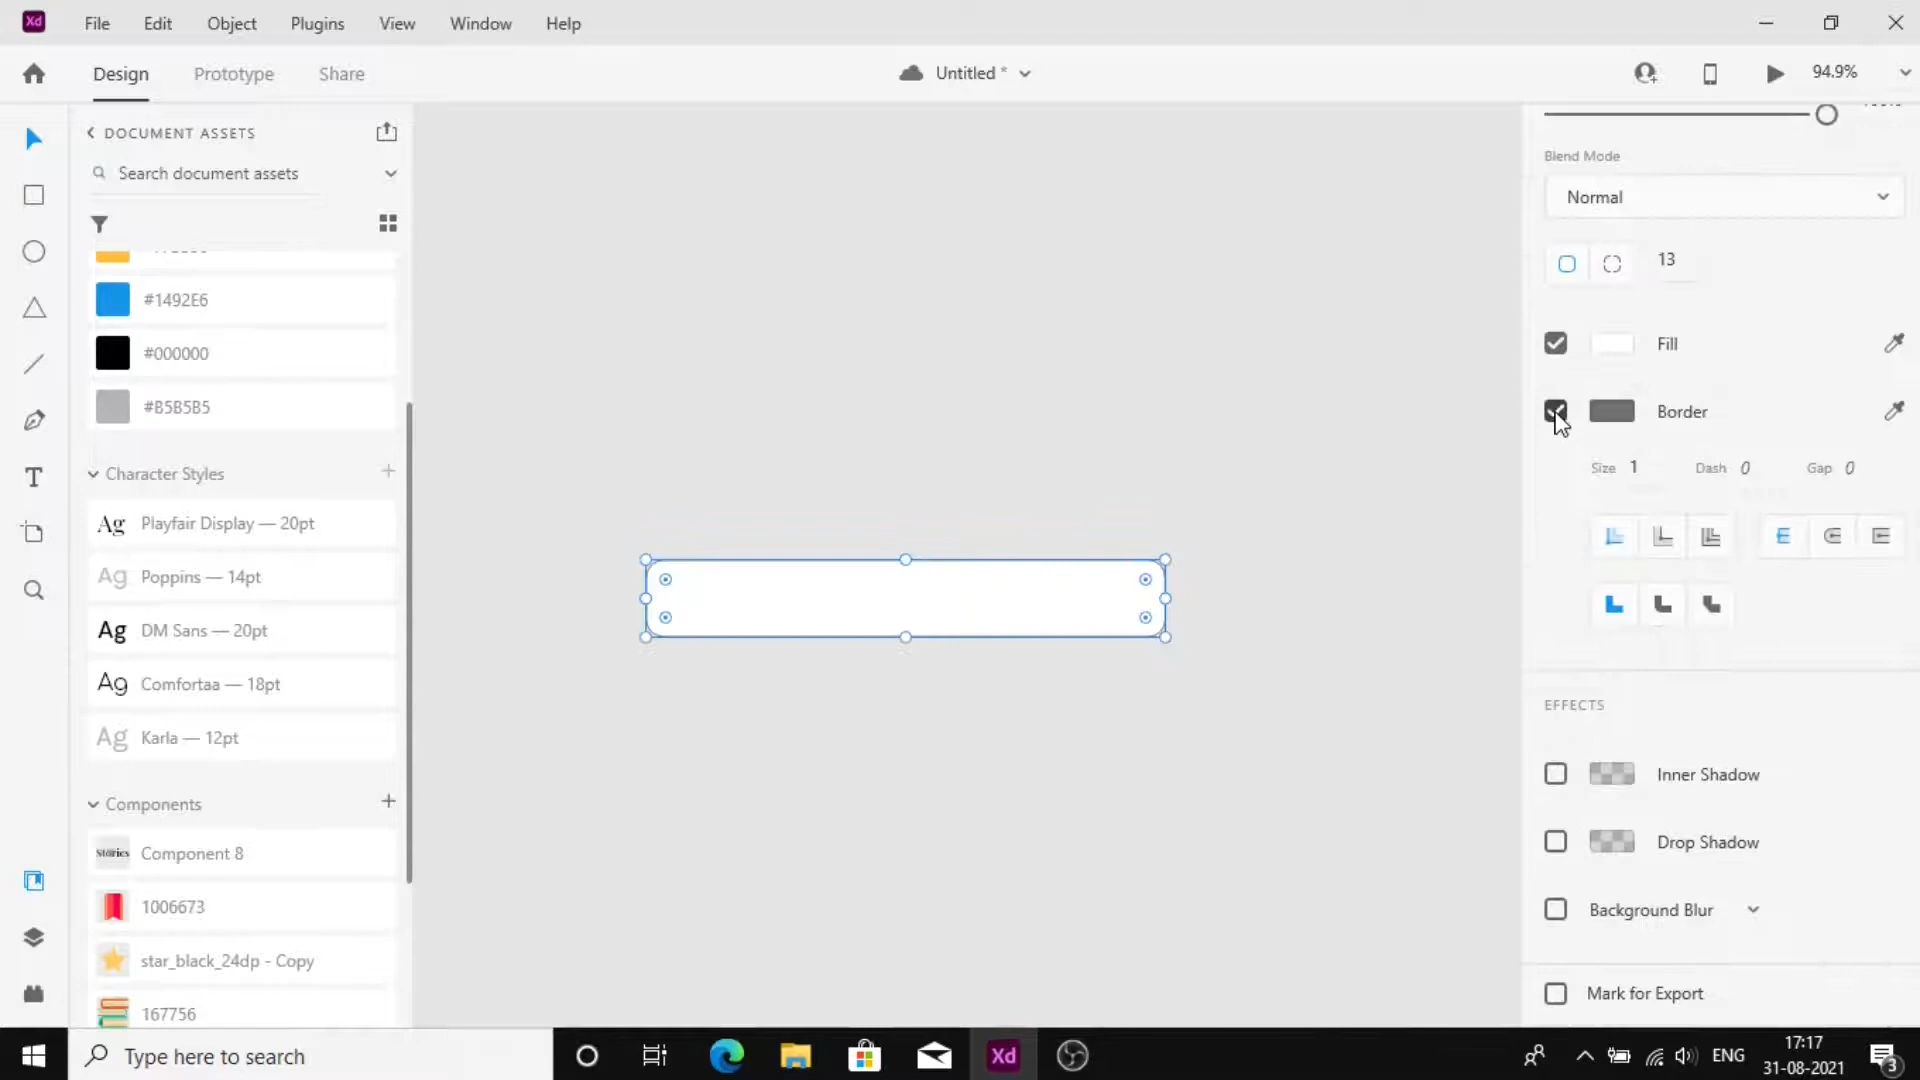 Xd File Edit Object Plugins View Window Help
Design Prototype Share Untitled * 94.9%
DOCUMENT ASSETS
Search document assets
#1492E6
#000000
#B5B5B5
Character Styles +
Ag Playfair Display — 20pt
Ag Poppins — 14pt
Ag DM Sans — 20pt
Ag Comfortaa — 18pt
Ag Karla — 12pt
Components +
Stories Component 8
1006673
star_black_24dp - Copy
167756
Blend Mode
Normal
13
Fill
Border
Size 1 Dash 0 Gap 0
EFFECTS
Inner Shadow
Drop Shadow
Background Blur
Mark for Export
Type here to search
Xd
ENG
17:17
31-08-2021
3